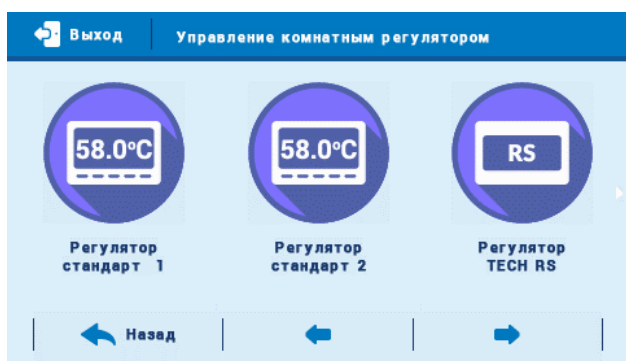 Выход
Управление комнатным регулятором
58.0°C
58.0°C
RS
Регулятор
стандарт 1
Регулятор
стандарт 2
Регулятор
TECH RS
Назад